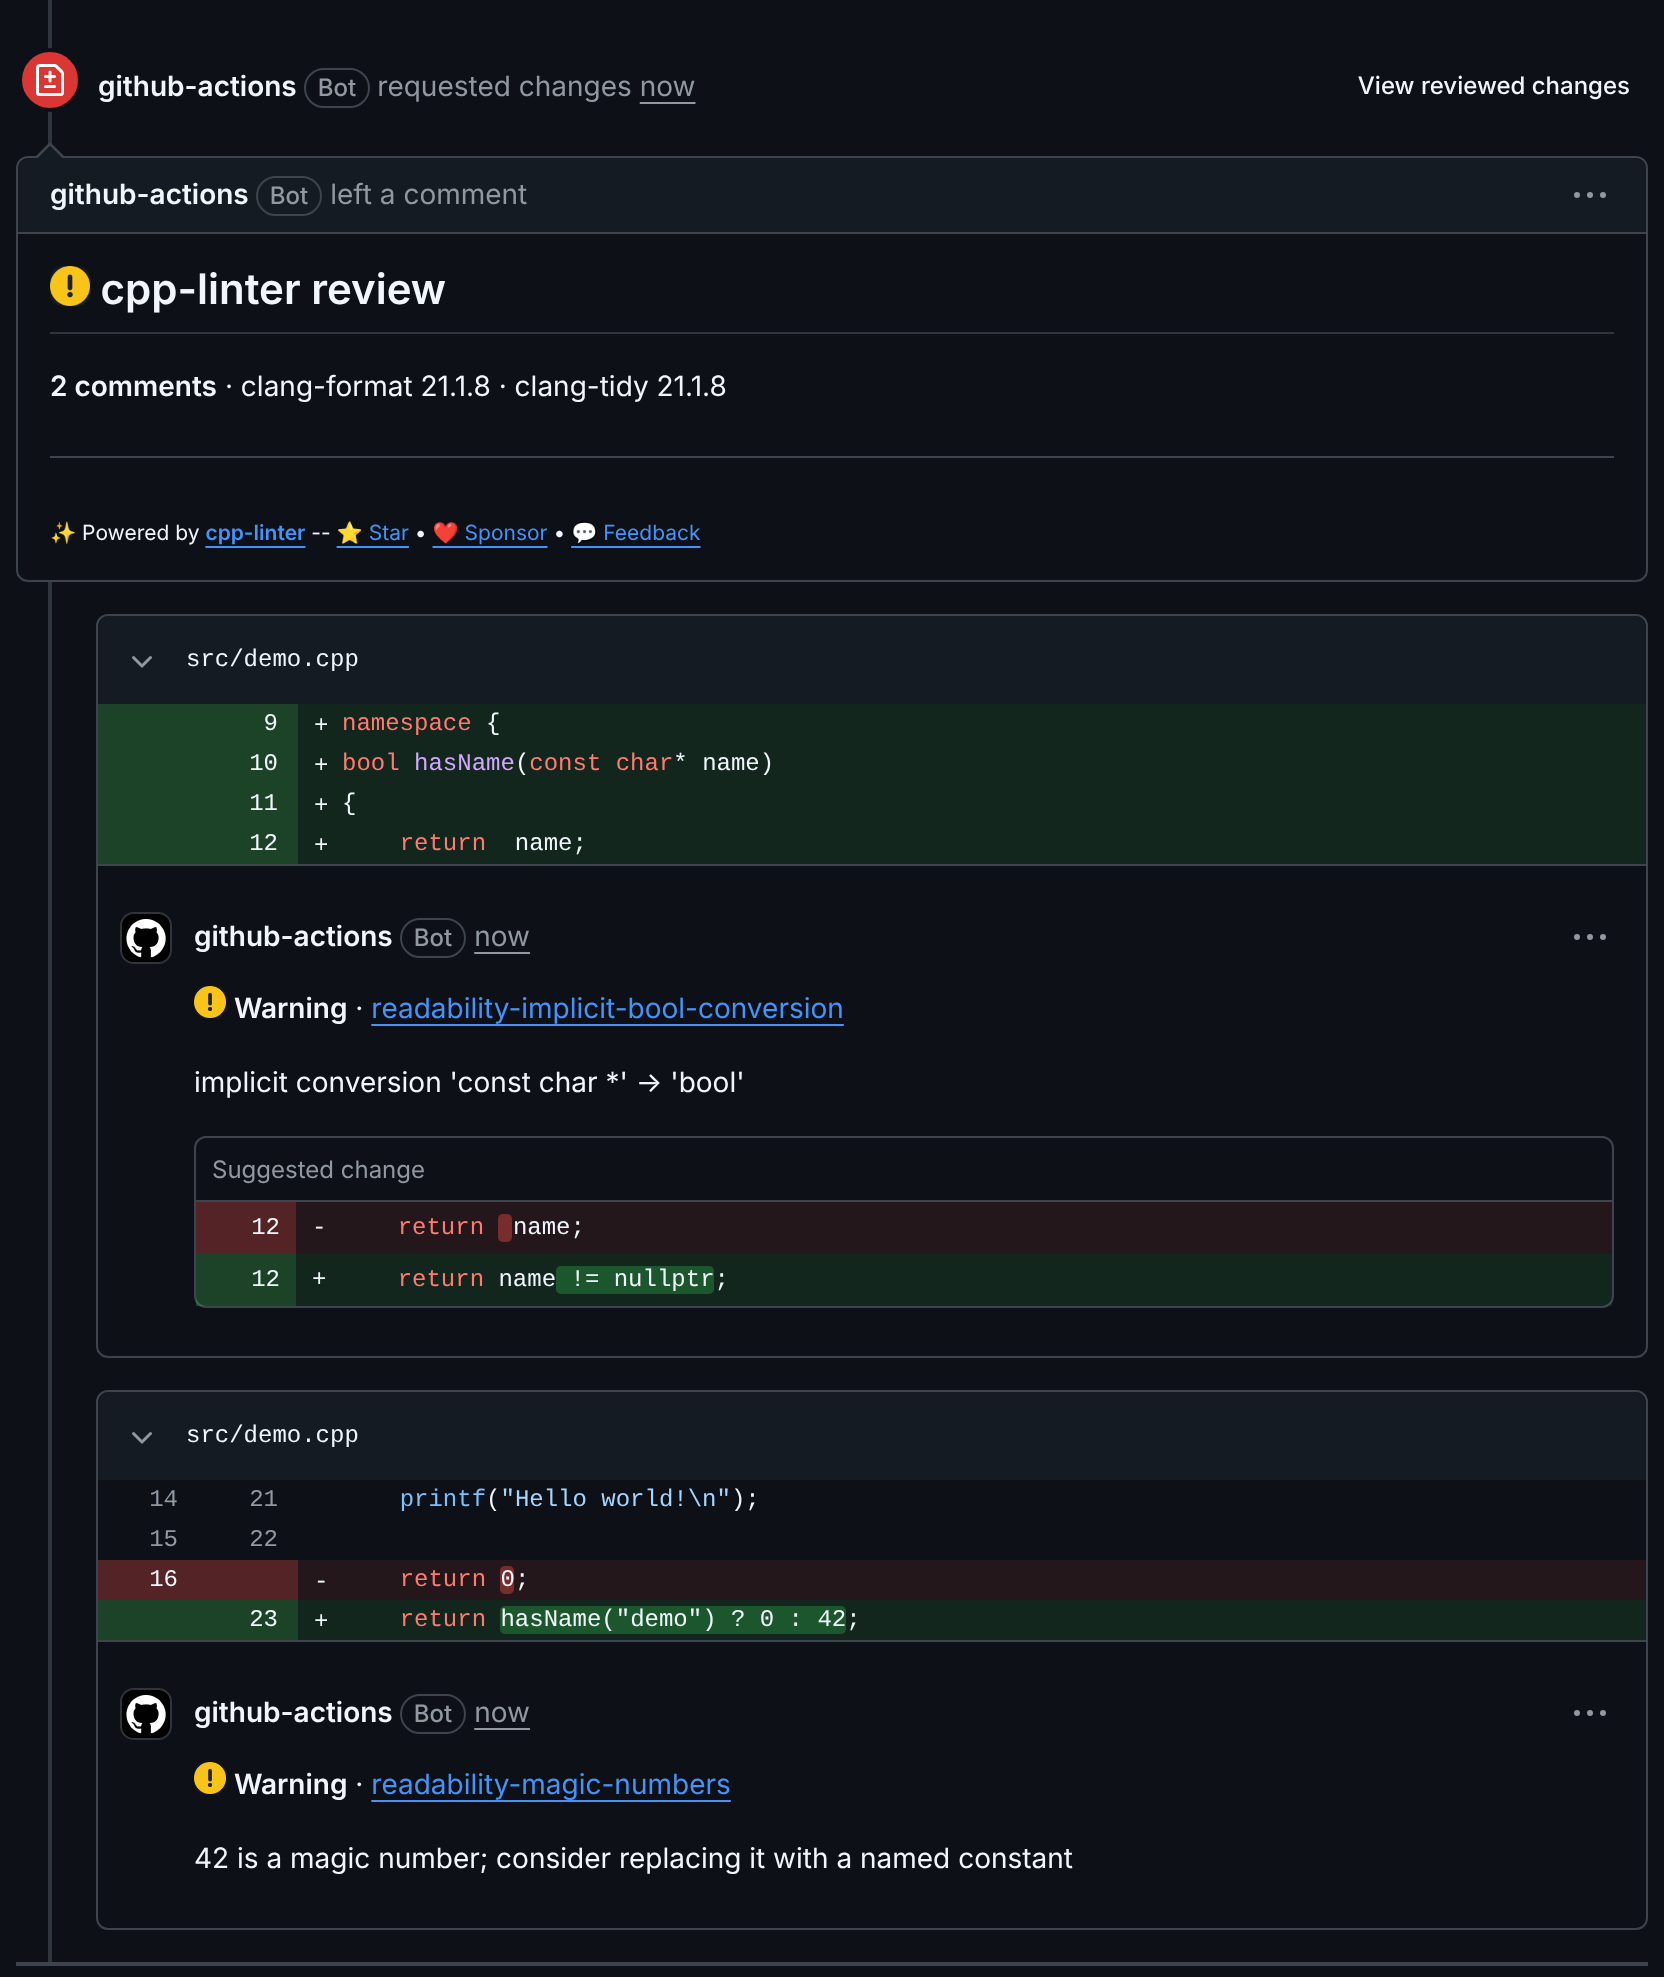 github-actions Bot requested changes now View reviewed changes
github-actions Bot left a comment
cpp-linter review
2 comments · clang-format 21.1.8 · clang-tidy 21.1.8
✨ Powered by cpp-linter -- ⭐ Star • ❤️ Sponsor • 💬 Feedback
src/demo.cpp
9 + namespace {
10 + bool hasName(const char* name)
11 + {
12 +     return  name;
github-actions Bot now
Warning · readability-implicit-bool-conversion
implicit conversion 'const char *' → 'bool'
Suggested change
12 -     return  name;
12 +     return name != nullptr;
src/demo.cpp
14 21     printf("Hello world!\n");
15 22
16 -     return 0;
23 +     return hasName("demo") ? 0 : 42;
github-actions Bot now
Warning · readability-magic-numbers
42 is a magic number; consider replacing it with a named constant